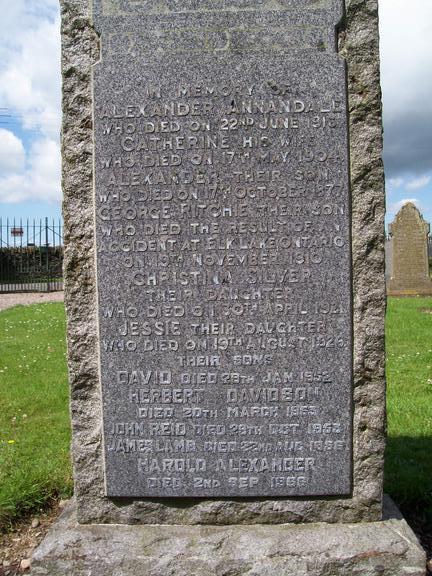 IN MEMORY OF
ALEXANDER ANNANDALE
WHO DIED ON 22ND JUNE
CATHERINE HIS WIFE
WHO DIED ON 17TH MAY 1904
ALEXANDER THEIR SON
WHO DIED ON 17TH OCTOBER 1877
GEORGE RITCHIE THEIR SON
WHO DIED THE RESULT OF AN
ACCIDENT AT ELK LAKE ONTARIO
ON 19TH NOVEMBER 1910
CHRISTINA SILVER
THEIR DAUGHTER
WHO DIED ON 30TH APRIL 1921
JESSIE THEIR DAUGHTER
WHO DIED ON 19TH AUGUST 1926
THEIR SONS
DAVID DIED 28TH JAN 1952
HERBERT DAVIDSON
DIED 20TH MARCH 1953
JOHN REID DIED 29TH OCT 1953
JAMES LAMB DIED 22ND AUG
HAROLD ALEXANDER
DIED 2ND SEP 1966